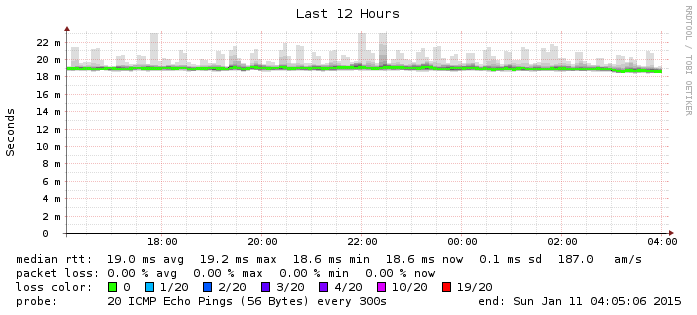 Last 12 Hours
RRDTOOL / TOBI OETIKER
Seconds
22 m
20 m
18 m
16 m
14 m
12 m
10 m
8 m
6 m
4 m
2 m
0
18:00 20:00 22:00 00:00 02:00 04:00
median rtt: 19.0 ms avg 19.2 ms max 18.6 ms min 18.6 ms now 0.1 ms sd 187.0 am/s
packet loss: 0.00 % avg 0.00 % max 0.00 % min 0.00 % now
loss color: 0 1/20 2/20 3/20 4/20 10/20 19/20
probe: 20 ICMP Echo Pings (56 Bytes) every 300s end: Sun Jan 11 04:05:06 2015